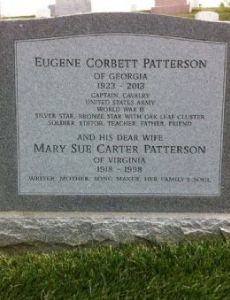 EUGENE CORBETT PATTERSON
OF GEORGIA
1923 - 2013
CAPTAIN, CAVALRY
UNITED STATES ARMY
WORLD WAR II
SILVER STAR, BRONZE STAR WITH OAK LEAF CLUSTER
SOLDIER, EDITOR, TEACHER, FATHER, FRIEND
AND HIS DEAR WIFE
MARY SUE CARTER PATTERSON
OF VIRGINIA
1918 - 1998
WRITER, MOTHER, SONG MAKER, HER FAMILY'S SOUL